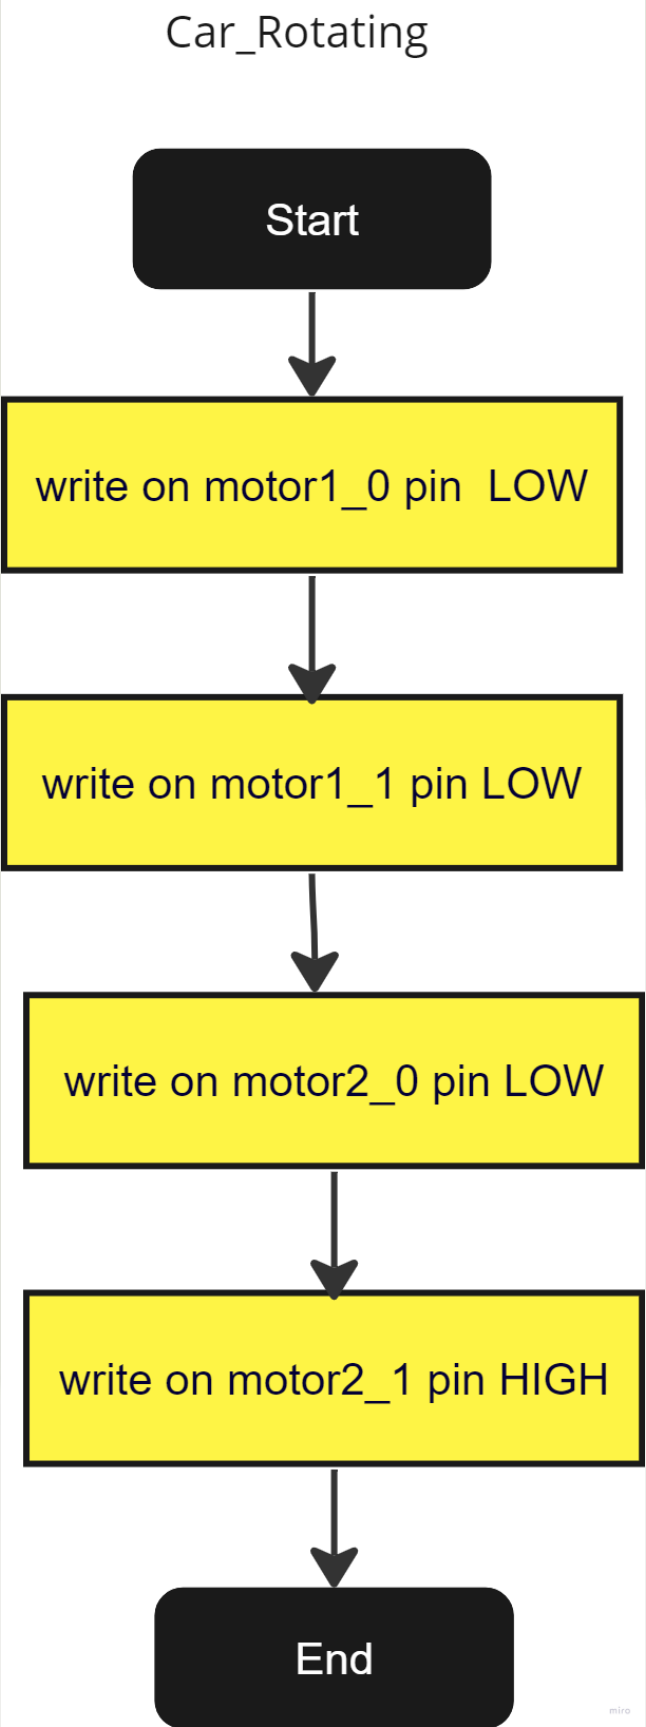 Car_Rotating
Start
write on motor1_0 pin  LOW
write on motor1_1 pin LOW
write on motor2_0 pin LOW
write on motor2_1 pin HIGH
End
miro